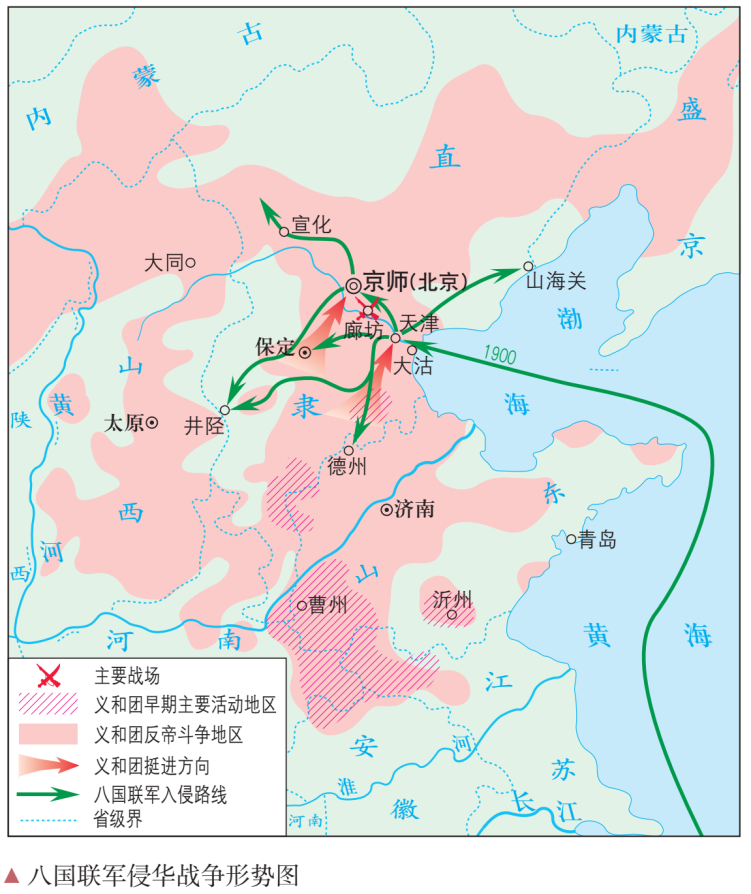 内蒙古
内蒙古
盛京
直隶
宣化
大同
京师(北京)
山海关
渤海
廊坊
天津
保定
大沽
1900
山西
黄河
陕西
太原
井陉
德州
济南
山东
青岛
曹州
沂州
河南
黄海
江苏
安徽
淮河
长江
河南
主要战场
义和团早期主要活动地区
义和团反帝斗争地区
义和团挺进方向
八国联军入侵路线
省级界
▲八国联军侵华战争形势图